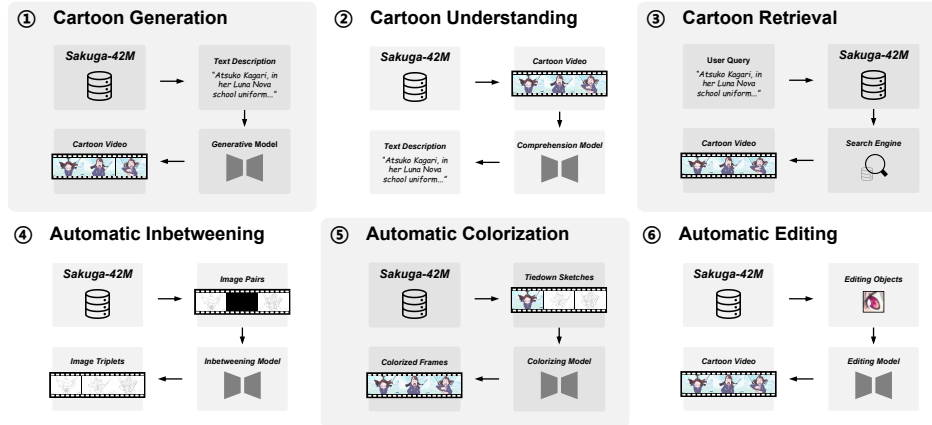 ① Cartoon Generation
Sakuga-42M
Text Description
"Atsuko Kagari, in
her Luna Nova
school uniform..."
Cartoon Video
Generative Model
② Cartoon Understanding
Sakuga-42M
Cartoon Video
Text Description
"Atsuko Kagari, in
her Luna Nova
school uniform..."
Comprehension Model
③ Cartoon Retrieval
User Query
"Atsuko Kagari, in
her Luna Nova
school uniform..."
Sakuga-42M
Cartoon Video
Search Engine
④ Automatic Inbetweening
Sakuga-42M
Image Pairs
Image Triplets
Inbetweening Model
⑤ Automatic Colorization
Sakuga-42M
Tiedown Sketches
Colorized Frames
Colorizing Model
⑥ Automatic Editing
Sakuga-42M
Editing Objects
Cartoon Video
Editing Model